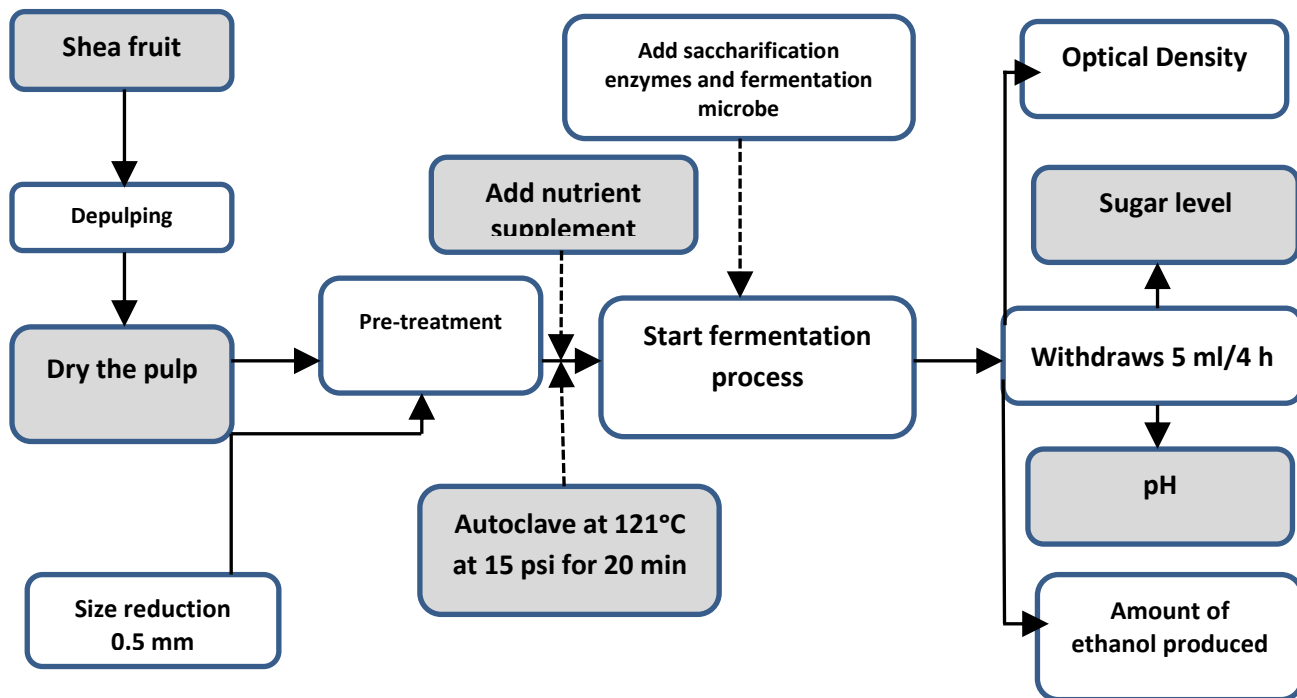 Shea fruit
Depulping
Dry the pulp
Size reduction
0.5 mm
Pre-treatment
Add nutrient
supplement
Autoclave at 121°C
at 15 psi for 20 min
Add saccharification
enzymes and fermentation
microbe
Start fermentation
process
Withdraws 5 ml/4 h
Optical Density
Sugar level
pH
Amount of
ethanol produced